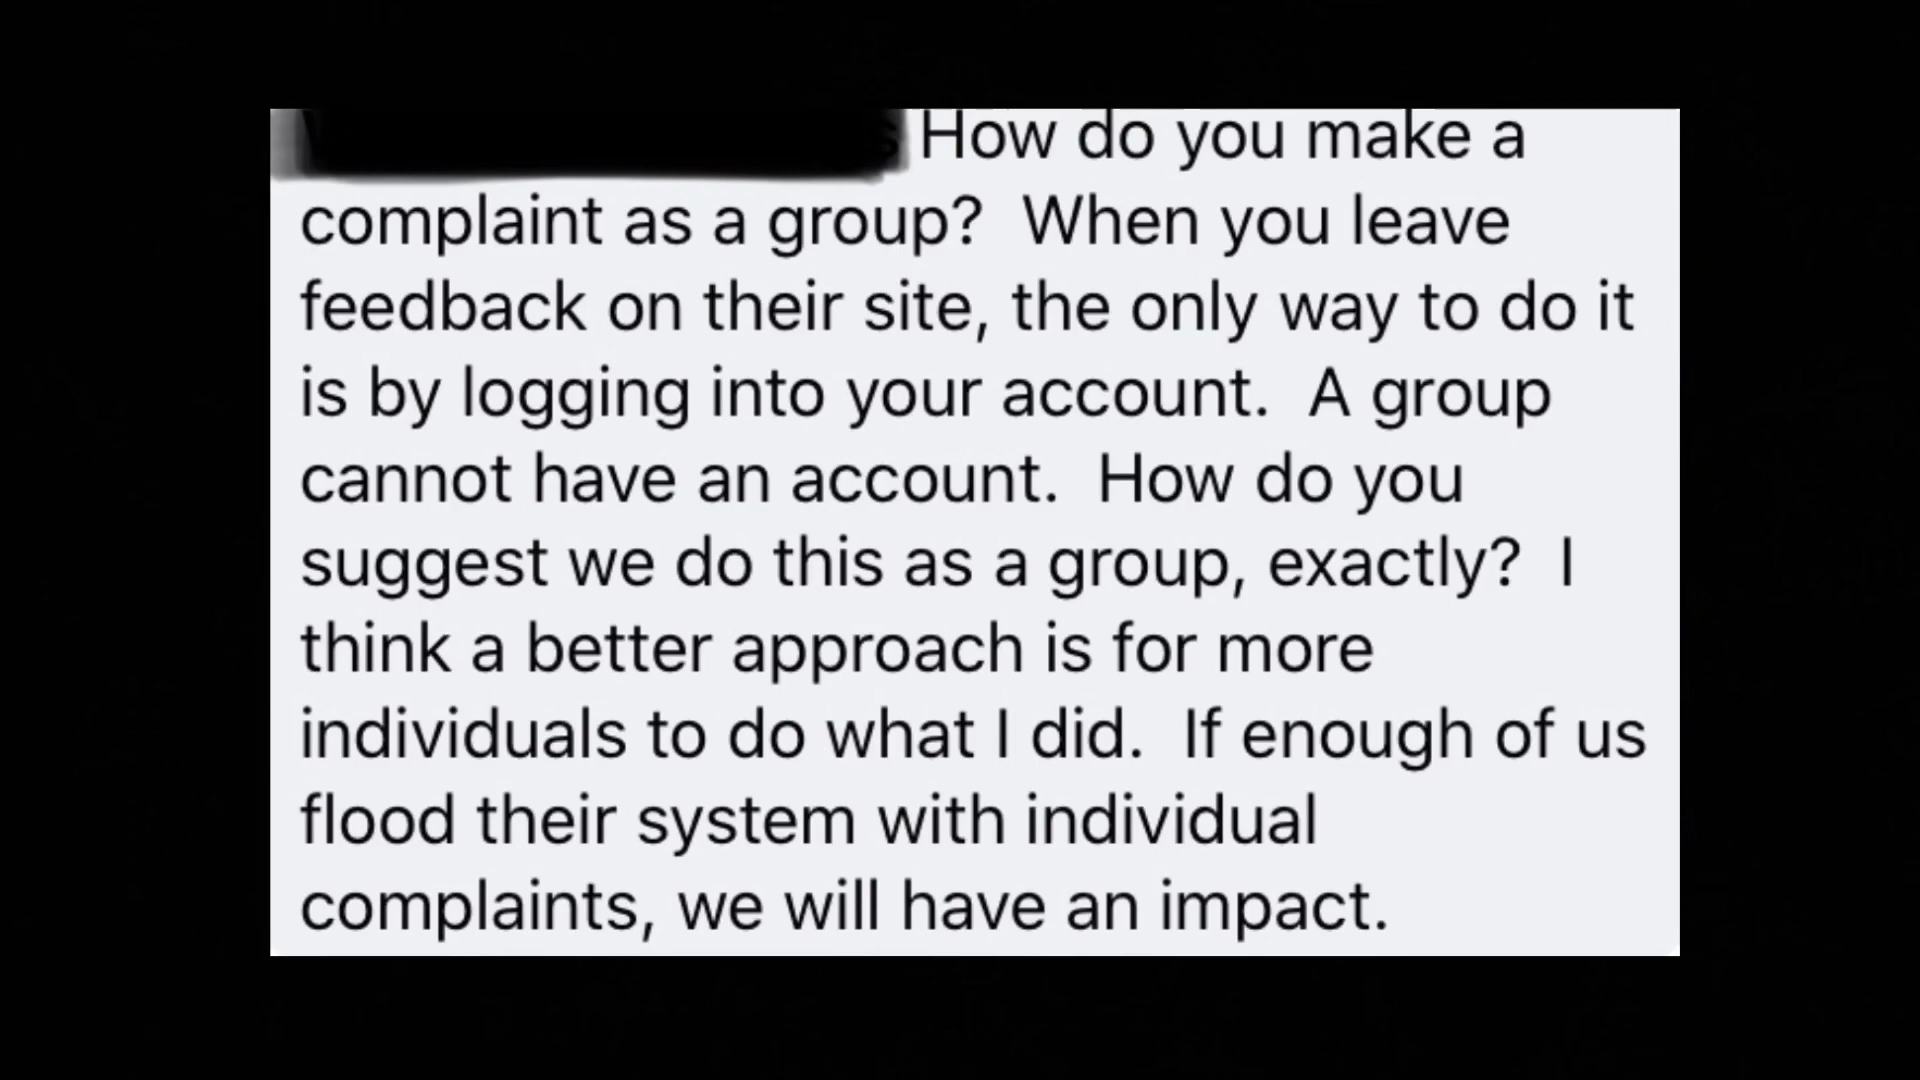 How do you make a
complaint as a group?  When you leave
feedback on their site, the only way to do it
is by logging into your account.  A group
cannot have an account.  How do you
suggest we do this as a group, exactly?  I
think a better approach is for more
individuals to do what I did.  If enough of us
flood their system with individual
complaints, we will have an impact.